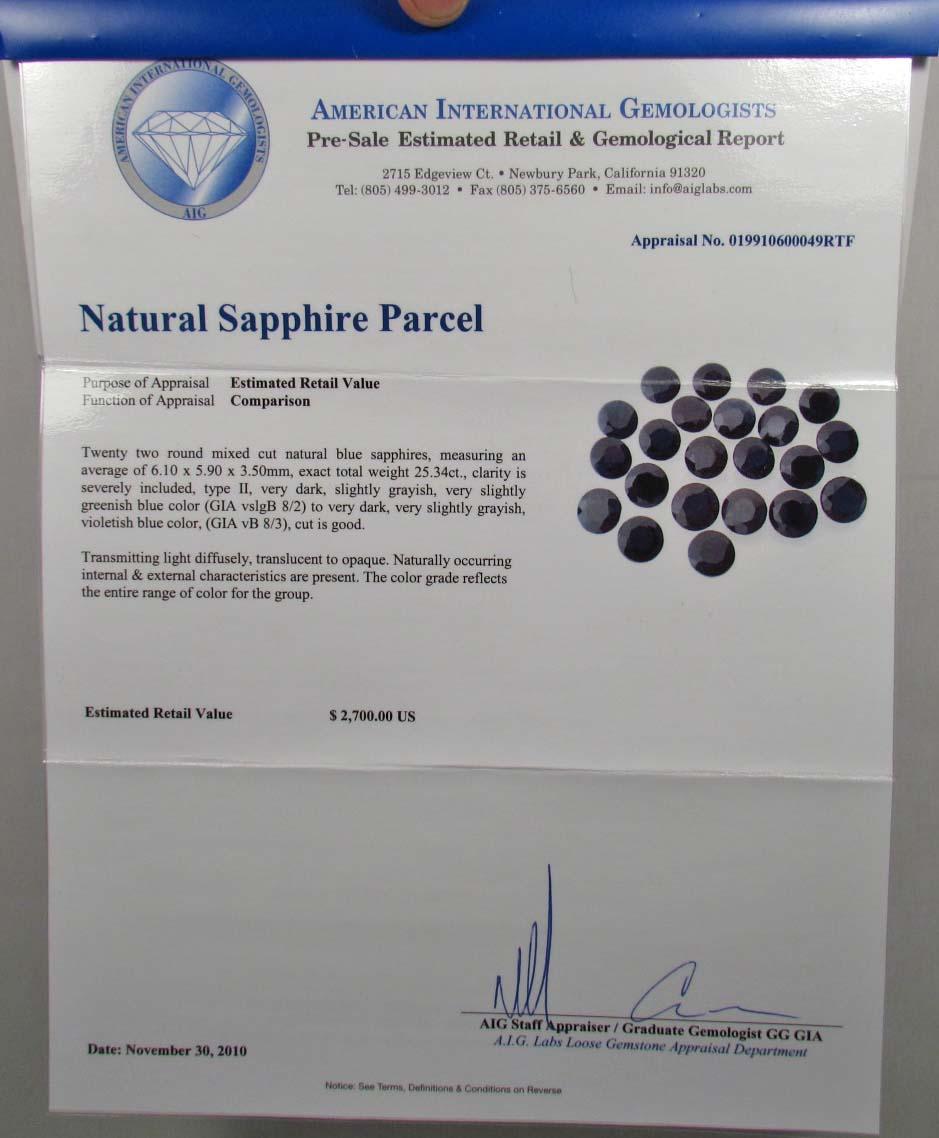 AMERICAN INTERNATIONAL GEMOLOGISTS
AIG
AMERICAN INTERNATIONAL GEMOLOGISTS
Pre-Sale Estimated Retail & Gemological Report
2715 Edgeview Ct. • Newbury Park, California 91320
Tel: (805) 499-3012 • Fax (805) 375-6560 • Email: info@aiglabs.com
Appraisal No. 019910600049RTF
Natural Sapphire Parcel
Purpose of Appraisal Estimated Retail Value
Function of Appraisal Comparison
Twenty two round mixed cut natural blue sapphires, measuring an
average of 6.10 x 5.90 x 3.50mm, exact total weight 25.34ct., clarity is
severely included, type II, very dark, slightly grayish, very slightly
greenish blue color (GIA vslgB 8/2) to very dark, very slightly grayish,
violetish blue color, (GIA vB 8/3), cut is good.
Transmitting light diffusely, translucent to opaque. Naturally occurring
internal & external characteristics are present. The color grade reflects
the entire range of color for the group.
Estimated Retail Value $ 2,700.00 US
AIG Staff Appraiser / Graduate Gemologist GG GIA
A.I.G. Labs Loose Gemstone Appraisal Department
Date: November 30, 2010
Notice: See Terms, Definitions & Conditions on Reverse